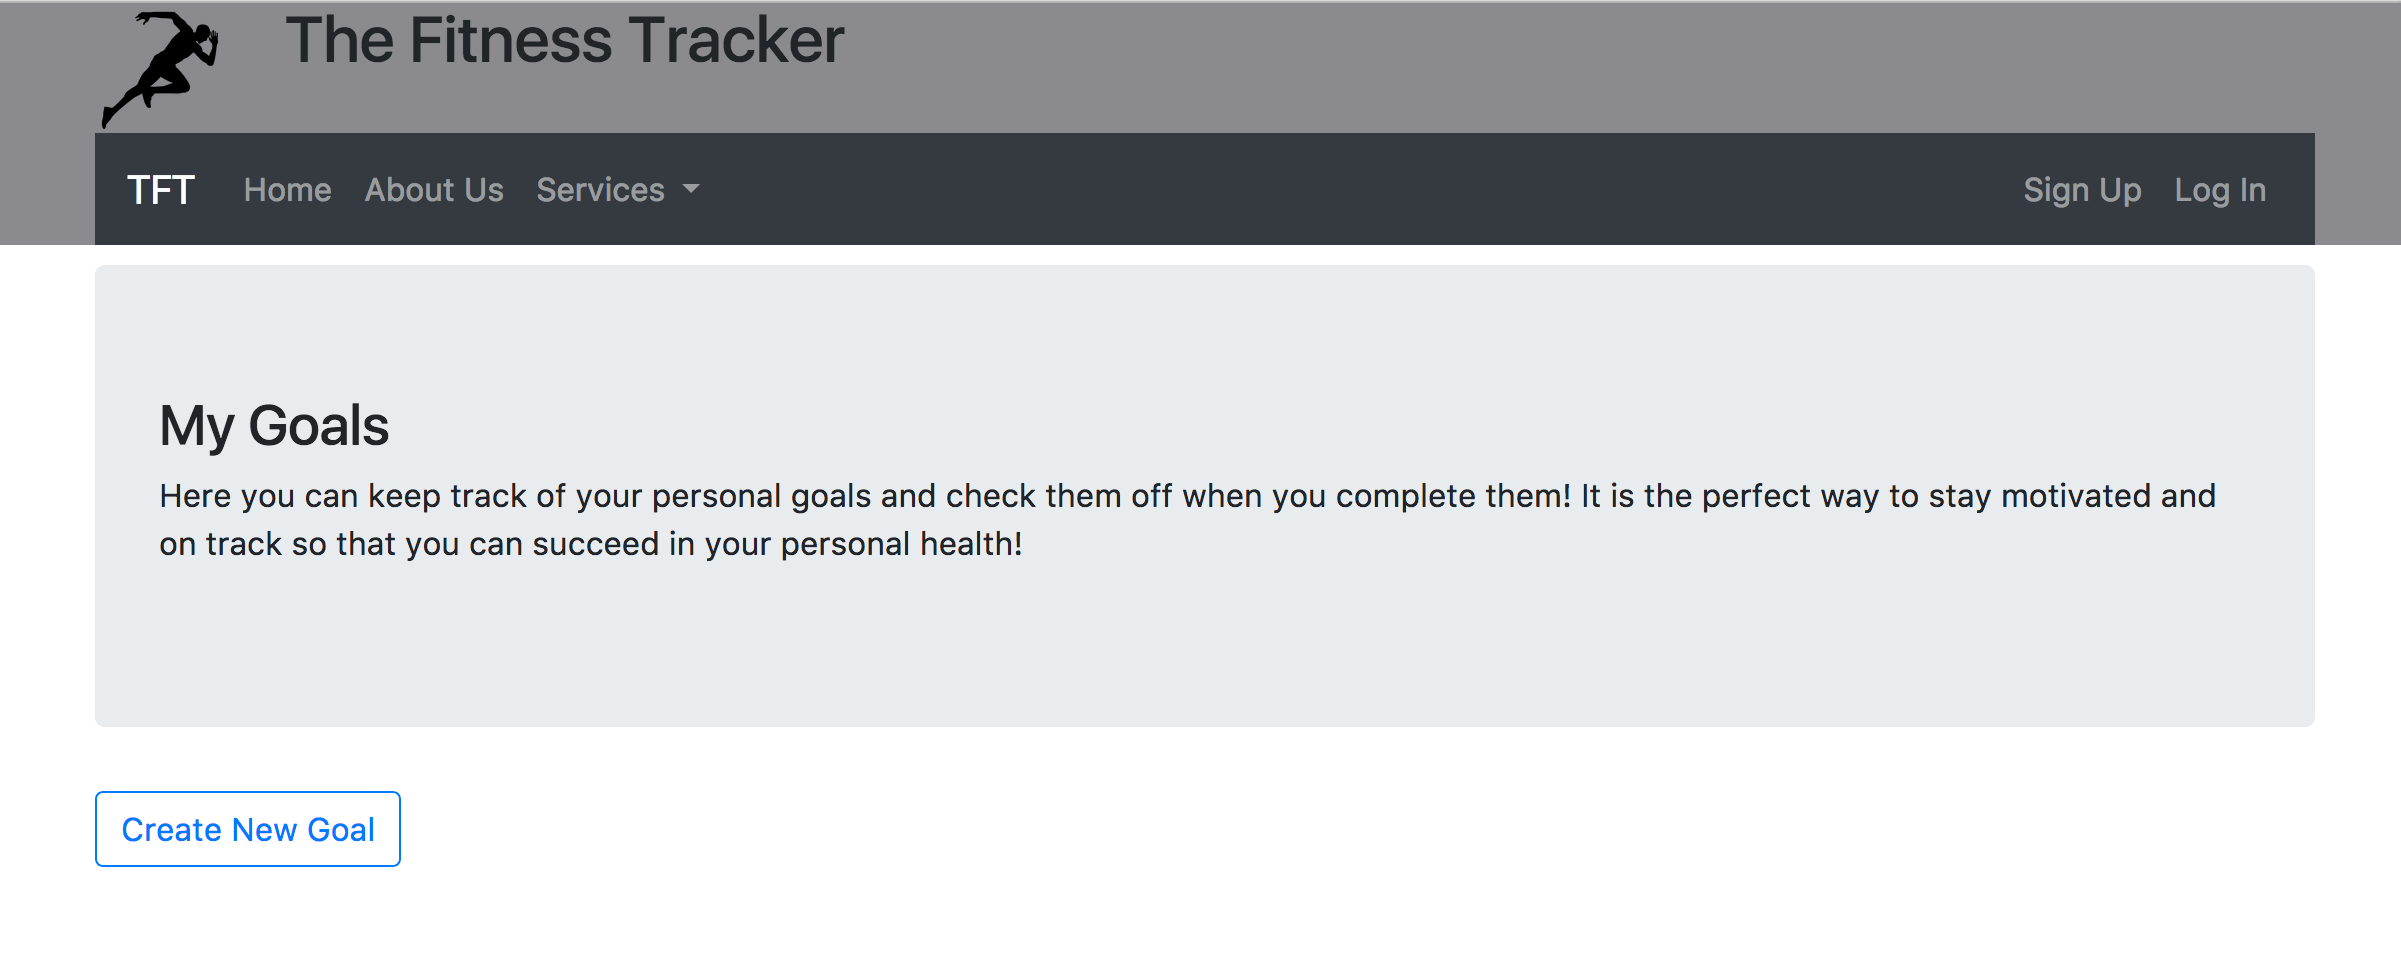 The Fitness Tracker
TFT Home About Us Services Sign Up Log In
My Goals
Here you can keep track of your personal goals and check them off when you complete them! It is the perfect way to stay motivated and
on track so that you can succeed in your personal health!
Create New Goal